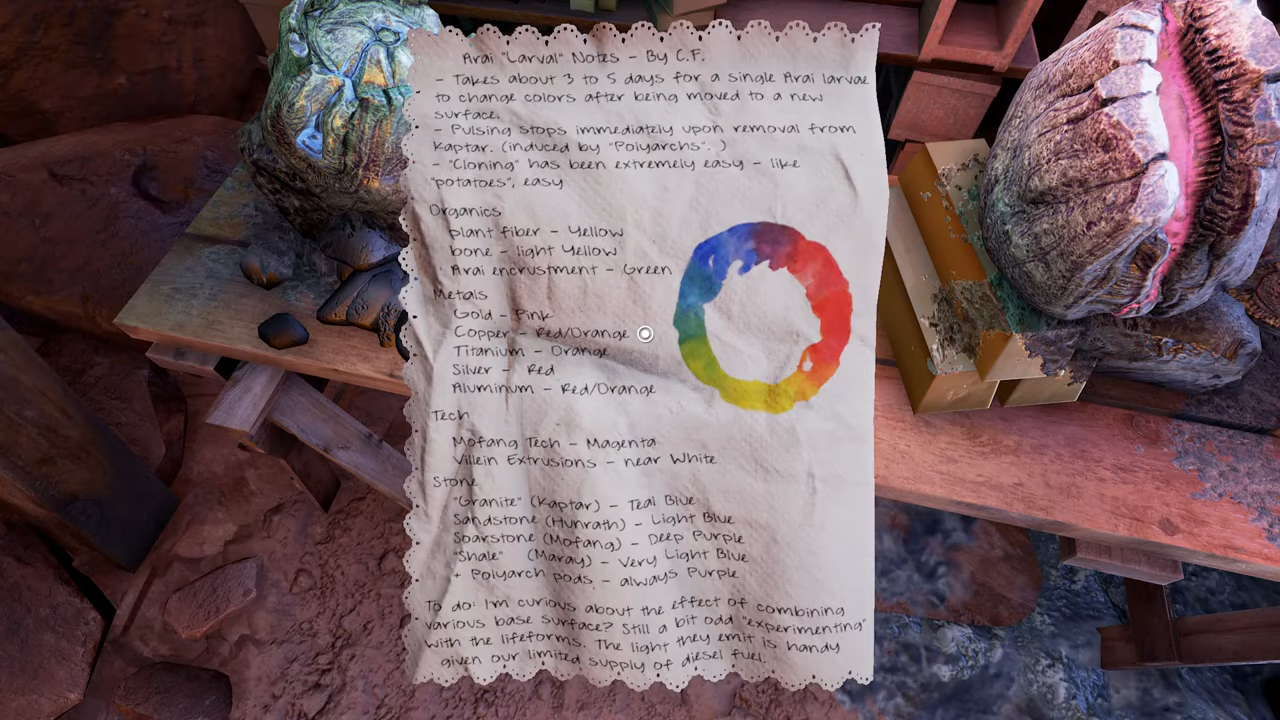 Arai "Larval" Notes - By C.F.
- Takes about 3 to 5 days for a single Arai larvae
to change colors after being moved to a new
surface.
- Pulsing stops immediately upon removal from
Kaptar. (induced by "Polyarchs". )
- "Cloning" has been extremely easy - like
"potatoes", easy
Organics
plant fiber - Yellow
bone - light Yellow
Arai encrustment - Green
Metals
Gold - Pink
Copper - Red/Orange
Titanium - Orange
Silver - Red
Aluminum - Red/Orange
Tech
Mofang Tech - Magenta
Villein Extrusions - near White
Stone
"Granite" (Kaptar) - Teal Blue
Sandstone (Hunrath) - Light Blue
Soarstone (Mofang) - Deep Purple
"Shale" (Maray) - Very Light Blue
+ Polyarch pods - always Purple
To do: I'm curious about the effect of combining
various base surface? Still a bit odd "experimenting"
with the lifeforms. The light they emit is handy
given our limited supply of diesel fuel.